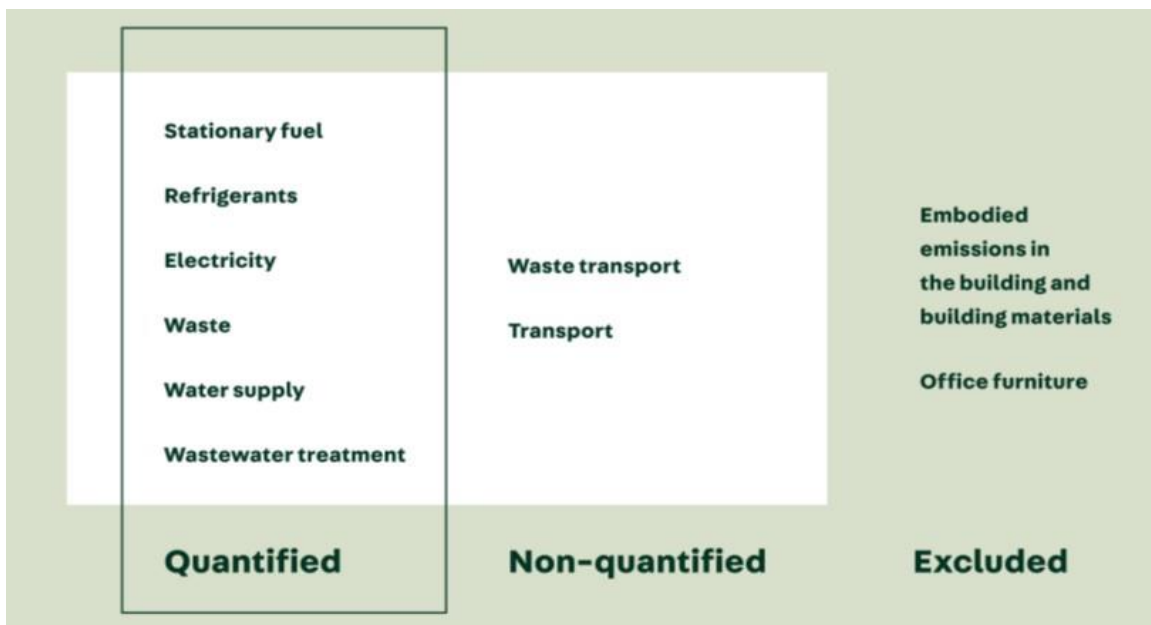 Stationary fuel
Refrigerants
Electricity
Waste
Water supply
Wastewater treatment
Quantified
Waste transport
Transport
Non-quantified
Embodied
emissions in
the building and
building materials
Office furniture
Excluded